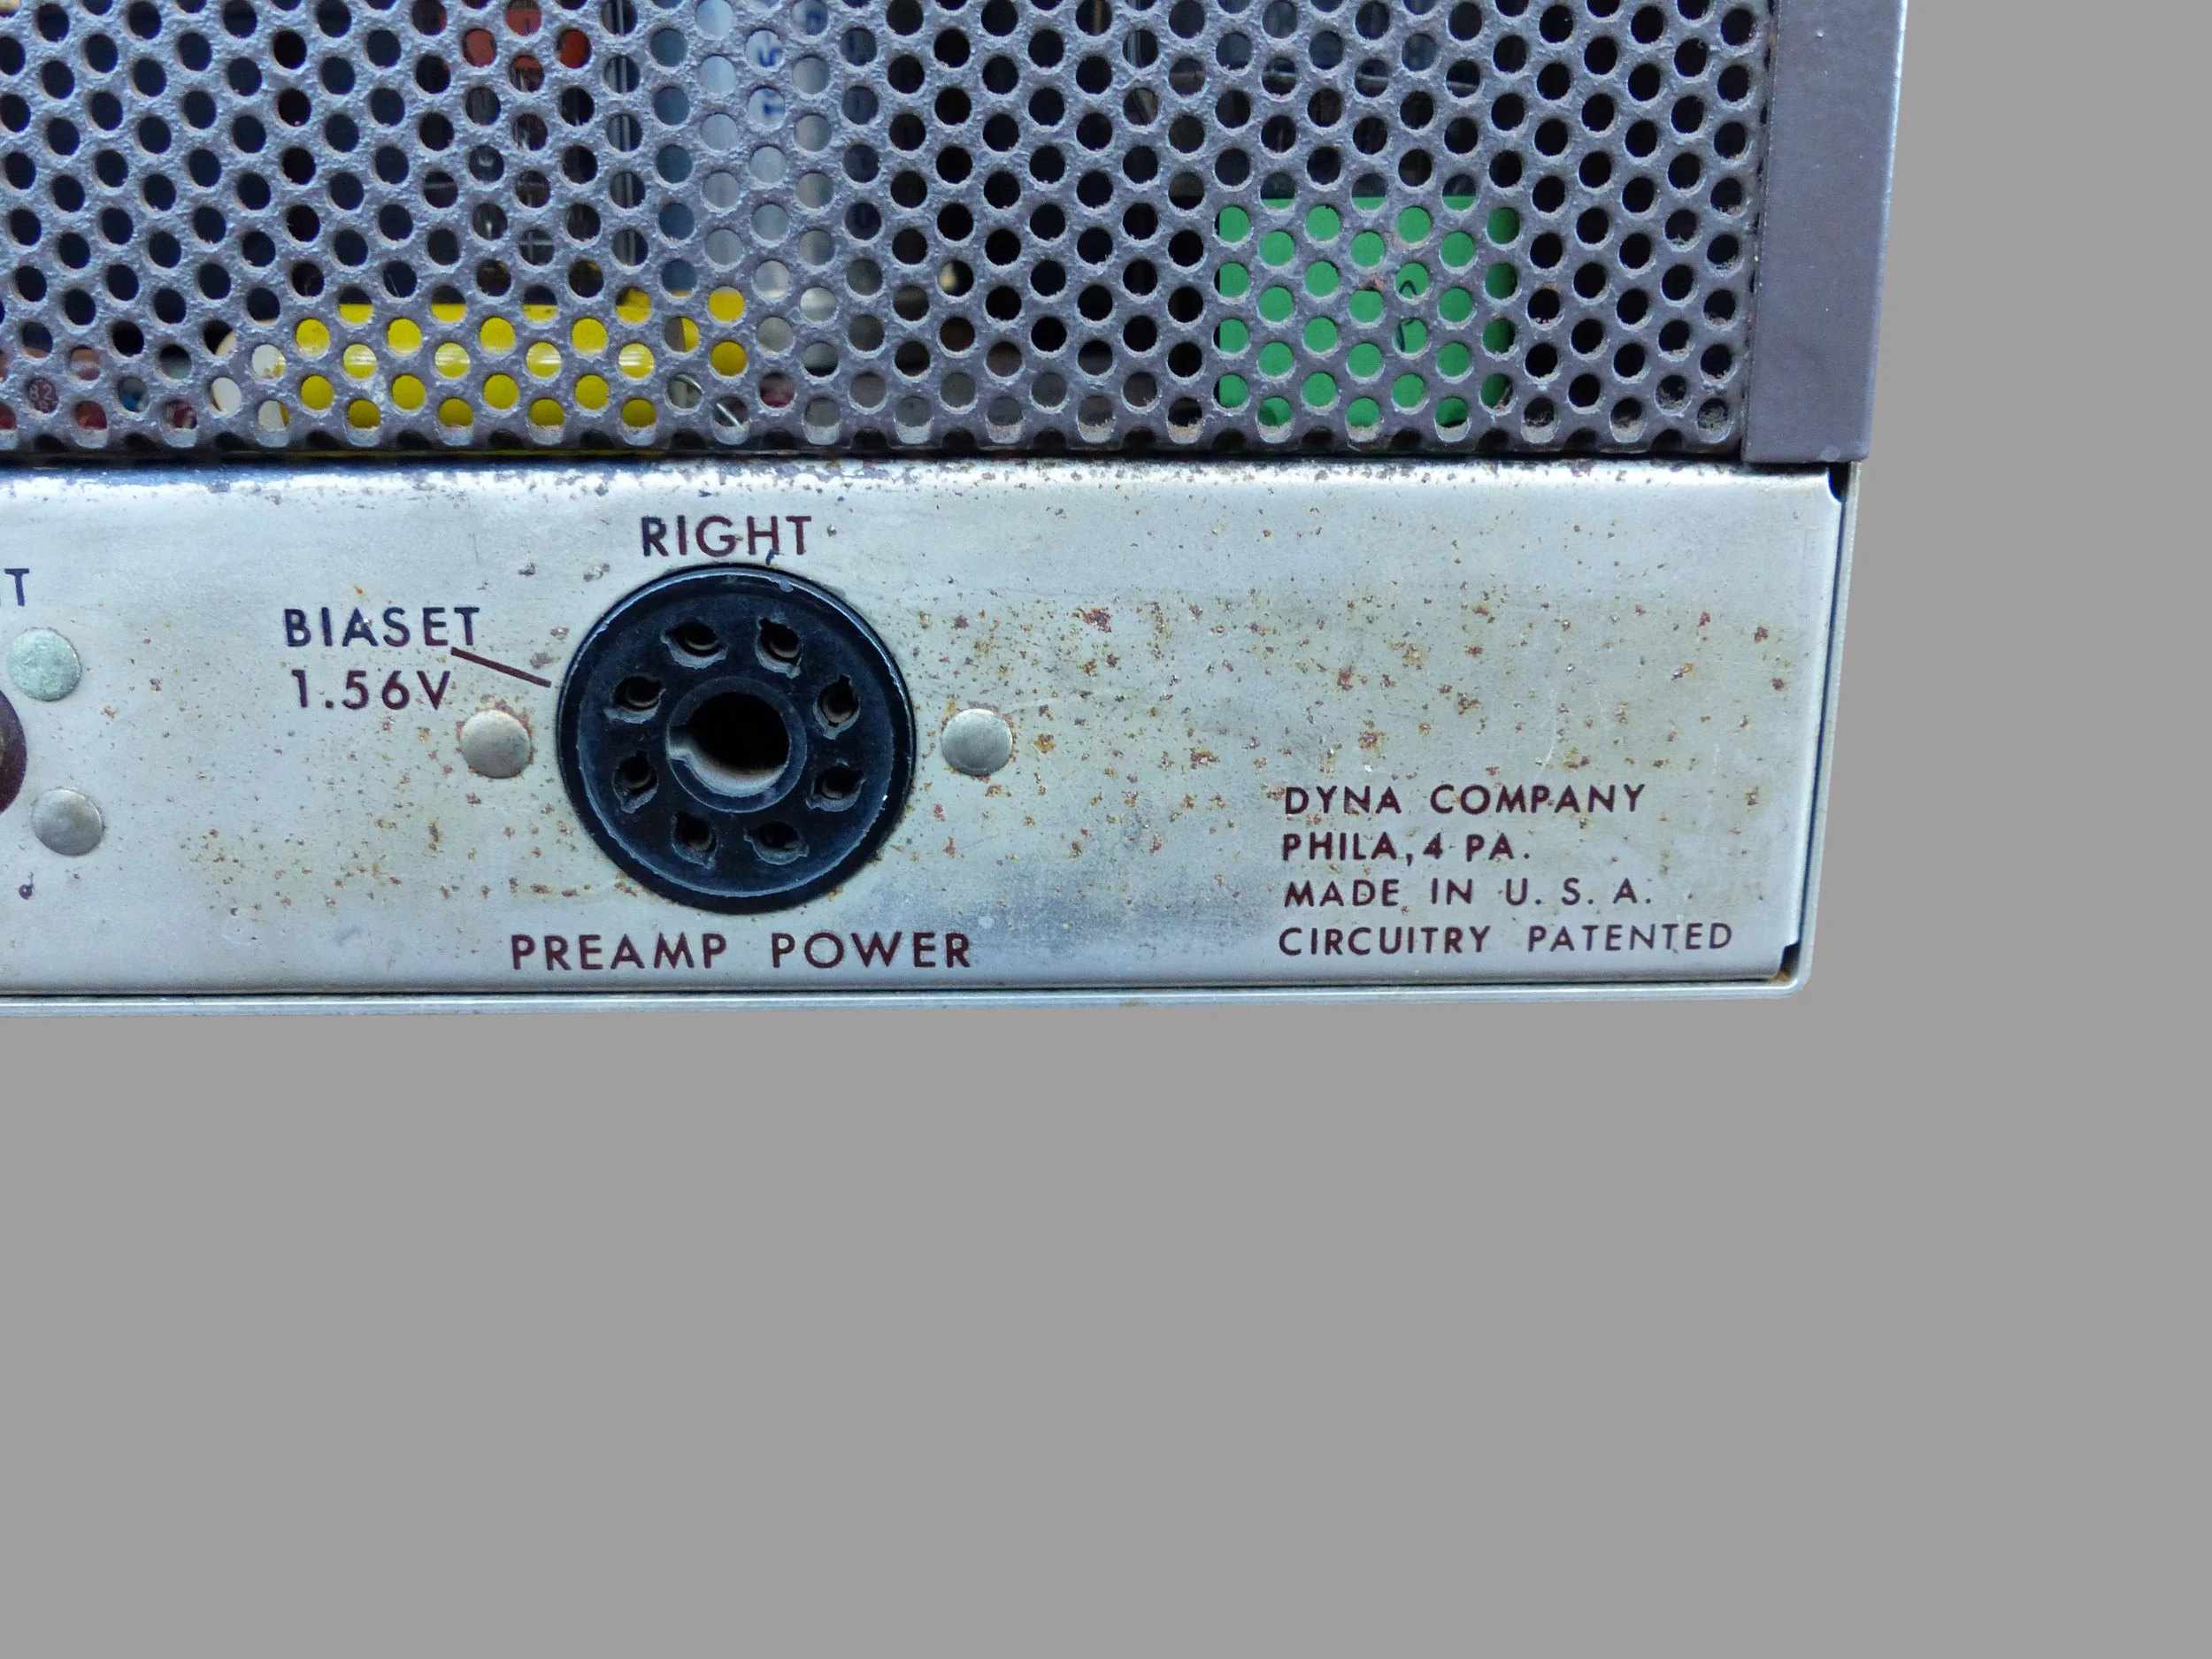 RIGHT
BIASET
1.56V
PREAMP POWER
DYNA COMPANY
PHILA,4 PA.
MADE IN U. S. A.
CIRCUITRY PATENTED